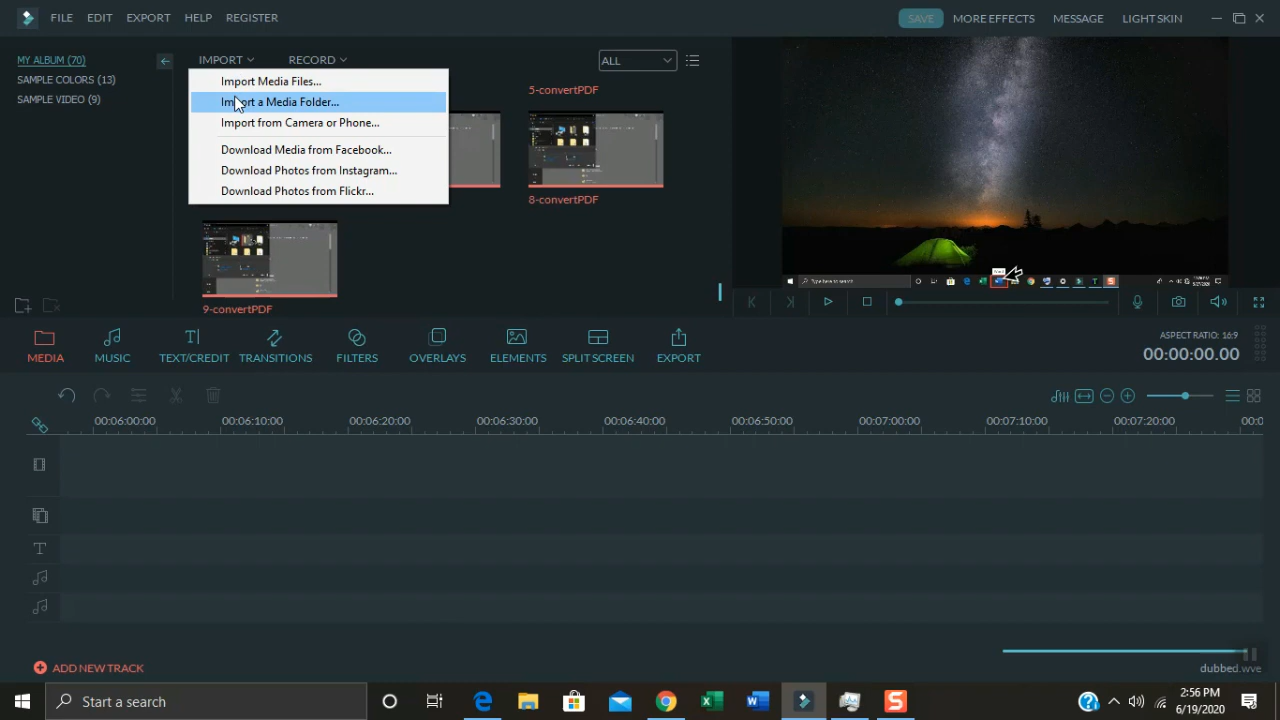 FILE EDIT EXPORT HELP REGISTER
SAVE MORE EFFECTS MESSAGE LIGHT SKIN
MY ALBUM (70)
SAMPLE COLORS (13)
SAMPLE VIDEO (9)
IMPORT RECORD ALL
Import Media Files...
Import a Media Folder...
Import from Camera or Phone...
Download Media from Facebook...
Download Photos from Instagram...
Download Photos from Flickr...
5-convertPDF
8-convertPDF
9-convertPDF
Type here to search
MEDIA MUSIC TEXT/CREDIT TRANSITIONS FILTERS OVERLAYS ELEMENTS SPLIT SCREEN EXPORT
ASPECT RATIO: 16:9
00:00:00.00
00:06:00:00 00:06:10:00 00:06:20:00 00:06:30:00 00:06:40:00 00:06:50:00 00:07:00:00 00:07:10:00 00:07:20:00 00:0
ADD NEW TRACK
dubbed.wve
Start a search
2:56 PM
6/19/2020